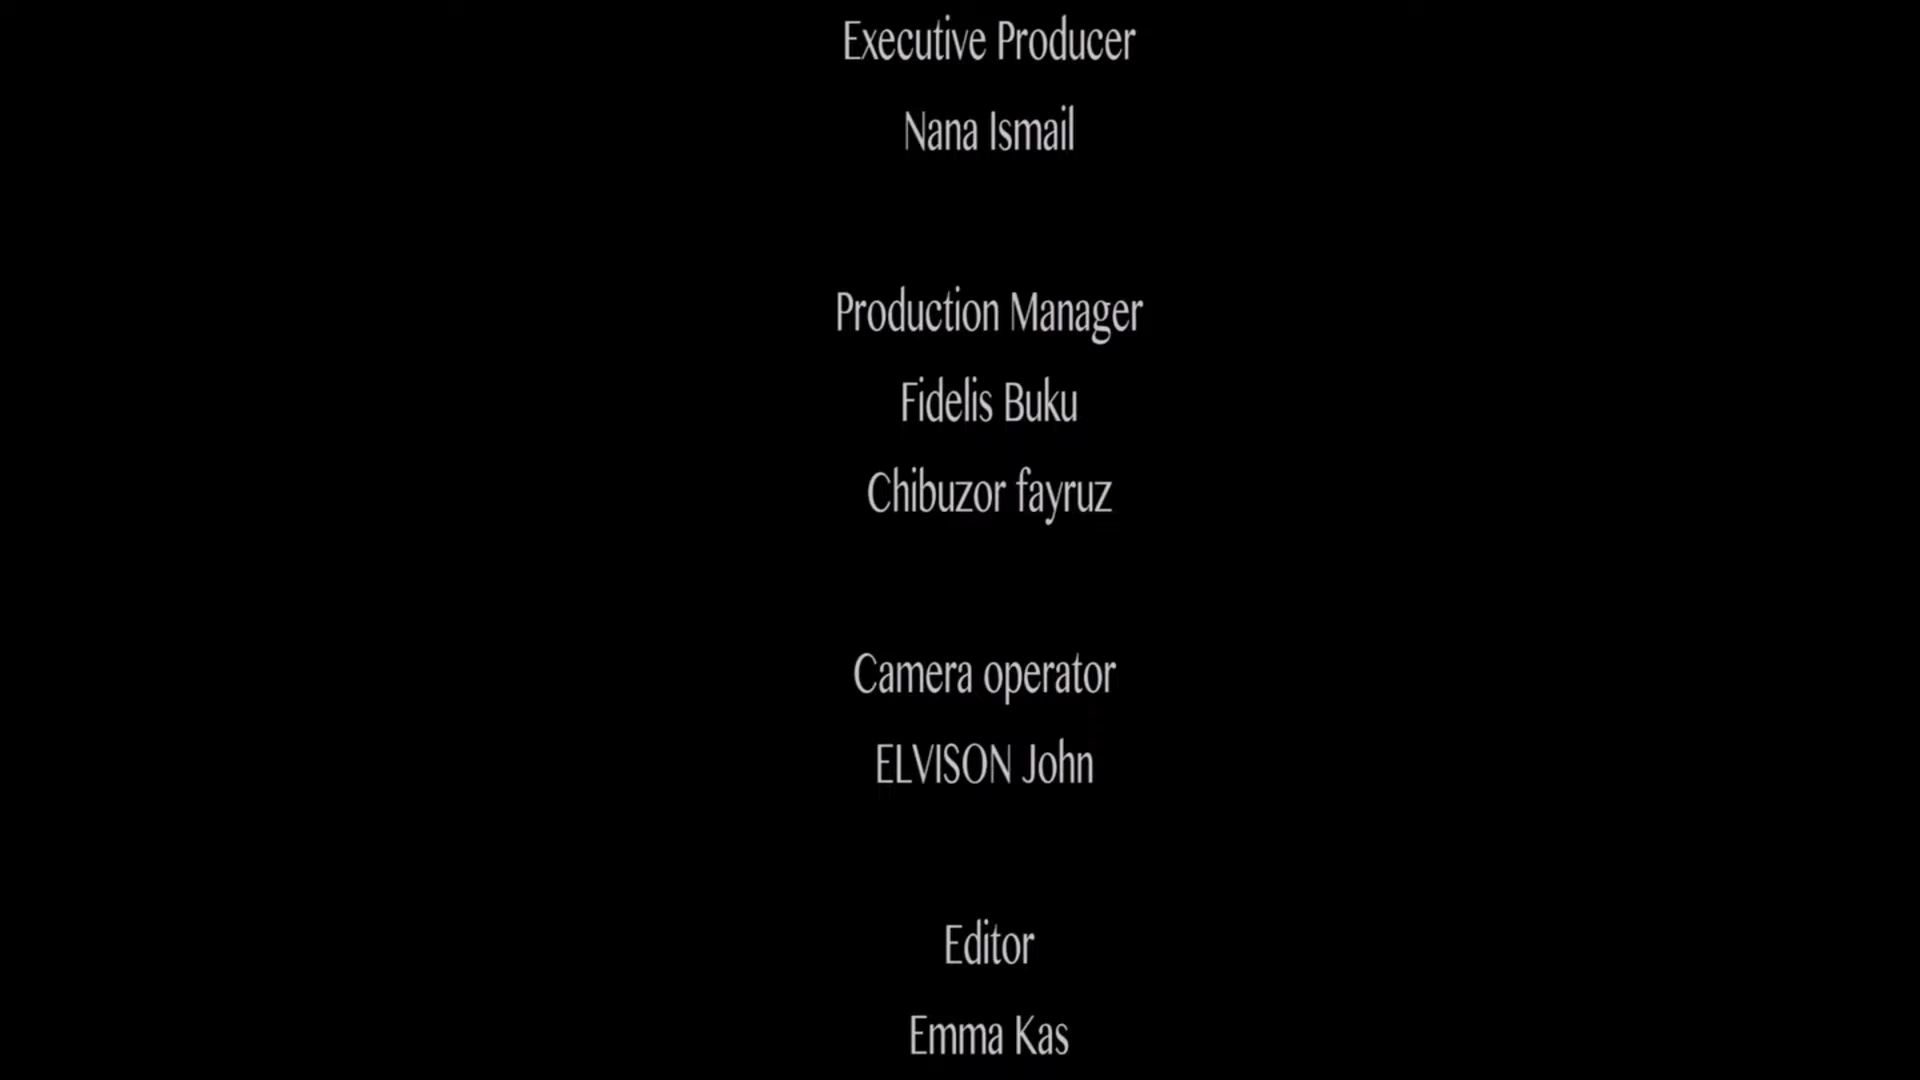 Executive Producer
Nana Ismail
Production Manager
Fidelis Buku
Chibuzor fayruz
Camera operator
ELVISON John
Editor
Emma Kas